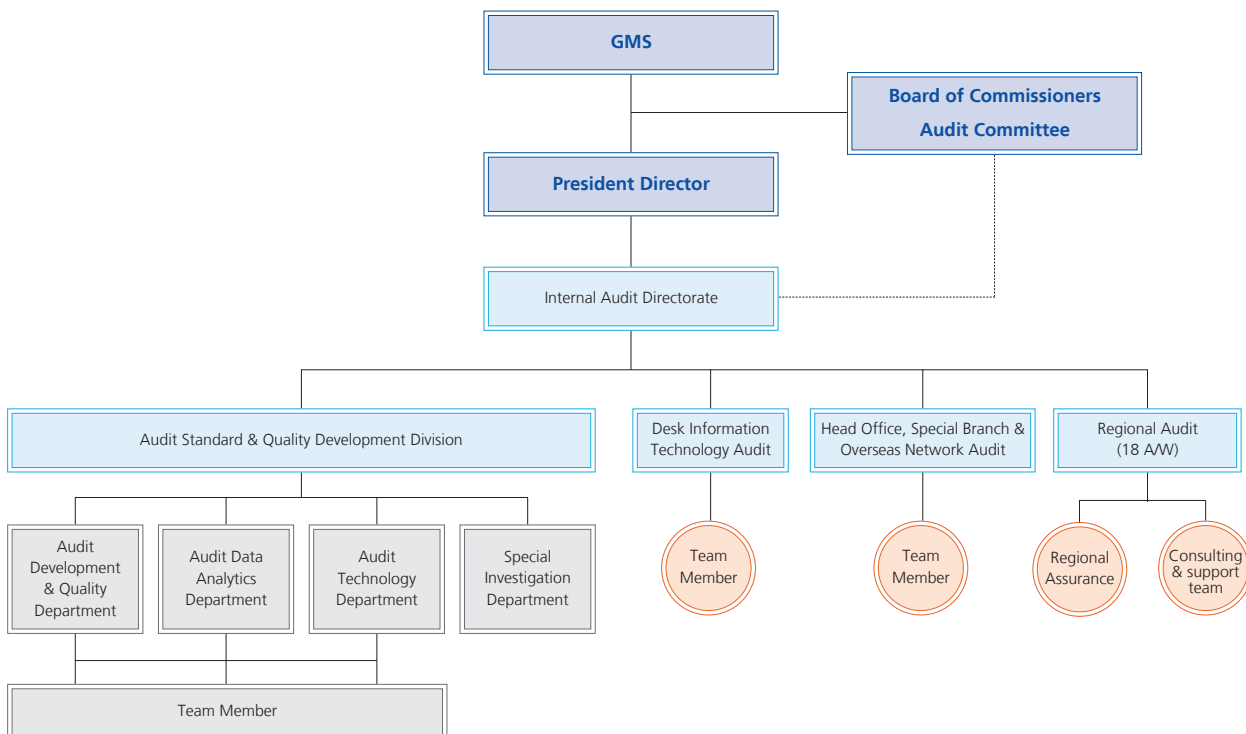 GMS
Board of Commissioners
Audit Committee
President Director
Internal Audit Directorate
Audit Standard & Quality Development Division
Desk Information
Technology Audit
Head Office, Special Branch &
Overseas Network Audit
Regional Audit
(18 A/W)
Audit
Development
& Quality
Department
Audit Data
Analytics
Department
Audit
Technology
Department
Special
Investigation
Department
Team
Member
Team
Member
Regional
Assurance
Consulting
& support
team
Team Member